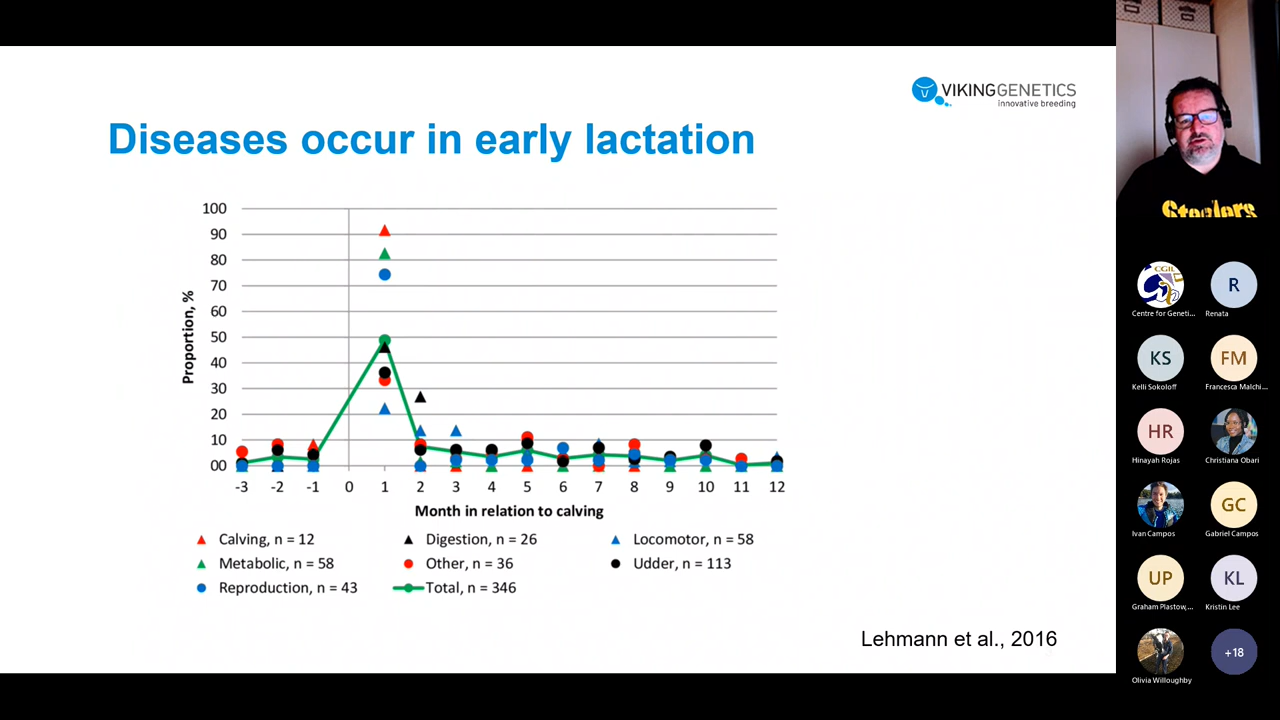 VIKINGGENETICS
innovative breeding
Diseases occur in early lactation
Proportion, %
100
90
80
70
60
50
40
30
20
10
00
-3 -2 -1 0 1 2 3 4 5 6 7 8 9 10 11 12
Month in relation to calving
Calving, n = 12 Digestion, n = 26 Locomotor, n = 58
Metabolic, n = 58 Other, n = 36 Udder, n = 113
Reproduction, n = 43 Total, n = 346
Lehmann et al., 2016
Steelers
CGIL
Centre for Geneti... Renata
R
KS FM
Kelli Sokoloff Francesca Malchi...
HR
Hinayah Rojas Christiana Obari
GC
Ivan Campos Gabriel Campos
UP KL
Graham Plastow,... Kristin Lee
+18
Olivia Willoughby